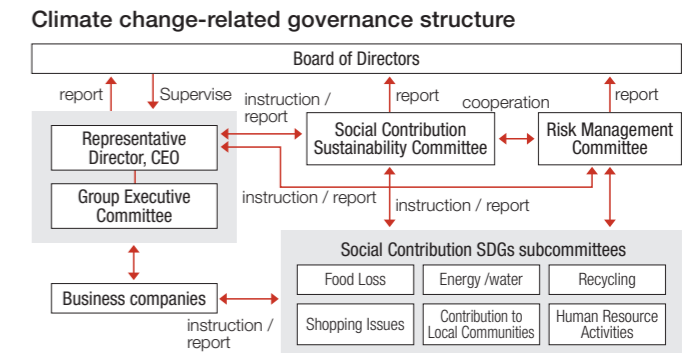 Climate change-related governance structure
Board of Directors
report
Supervise
instruction /
report
report
cooperation
report
Representative
Director, CEO
Social Contribution
Sustainability Committee
Risk Management
Committee
Group Executive
Committee
instruction / report
instruction / report
Social Contribution SDGs subcommittees
Food Loss
Energy /water
Recycling
Business companies
Shopping Issues
Contribution to
Local Communities
Human Resource
Activities
instruction /
report